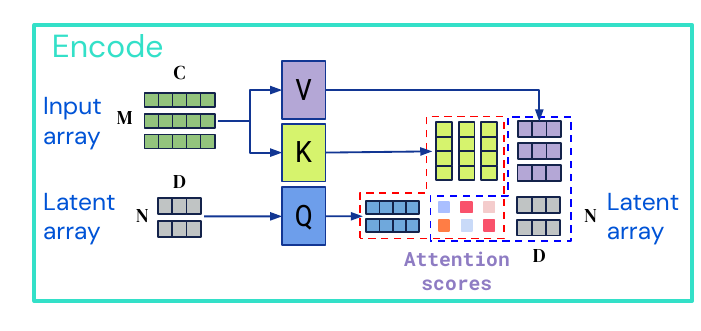 Encode
C
Input
array
M
V
K
D
Latent
array
N
Q
N
Latent
array
D
Attention
scores